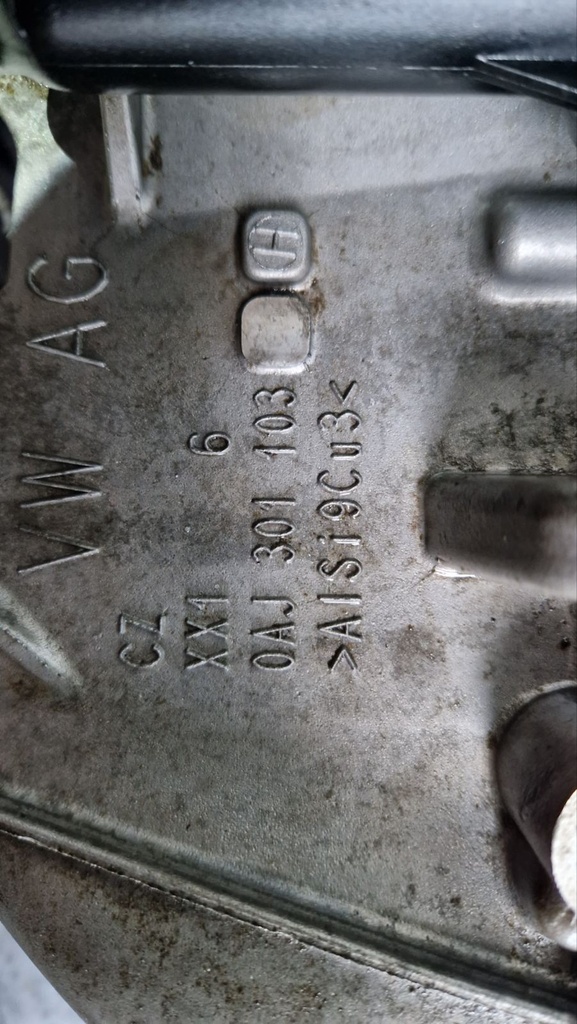 VW AG
CZ
XX1 6
0AJ 301 103
>AlSi9Cu3<
H